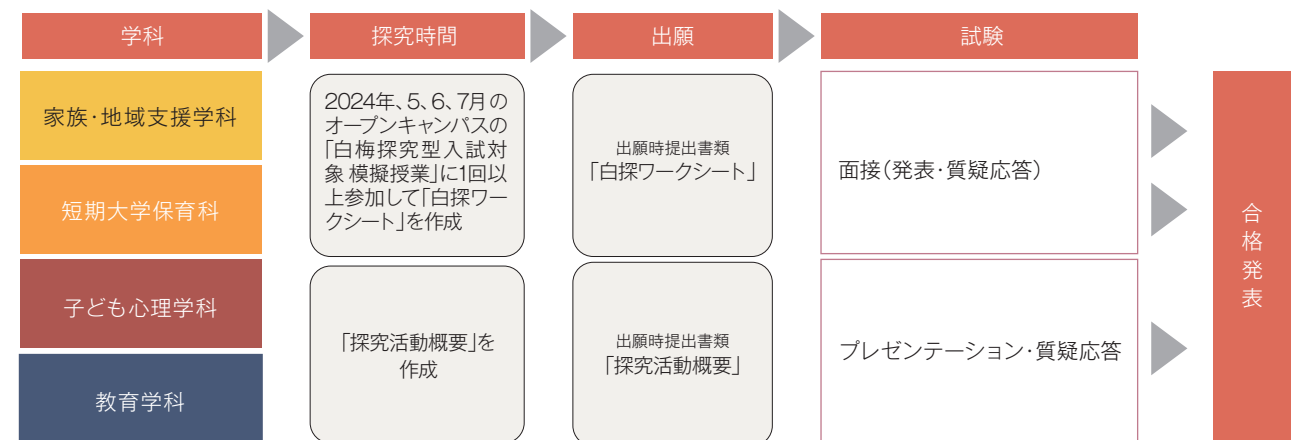 学科
探究時間
出願
試験
家族・地域支援学科
短期大学保育科
子ども心理学科
教育学科
2024年、5、6、7月の
オープンキャンパスの
「白梅探究型入試対
象 模擬授業」に1回以
上参加して「白探ワー
クシート」を作成
出願時提出書類
「白探ワークシート」
面接（発表・質疑応答）
「探究活動概要」を
作成
出願時提出書類
「探究活動概要」
プレゼンテーション・質疑応答
合格発表